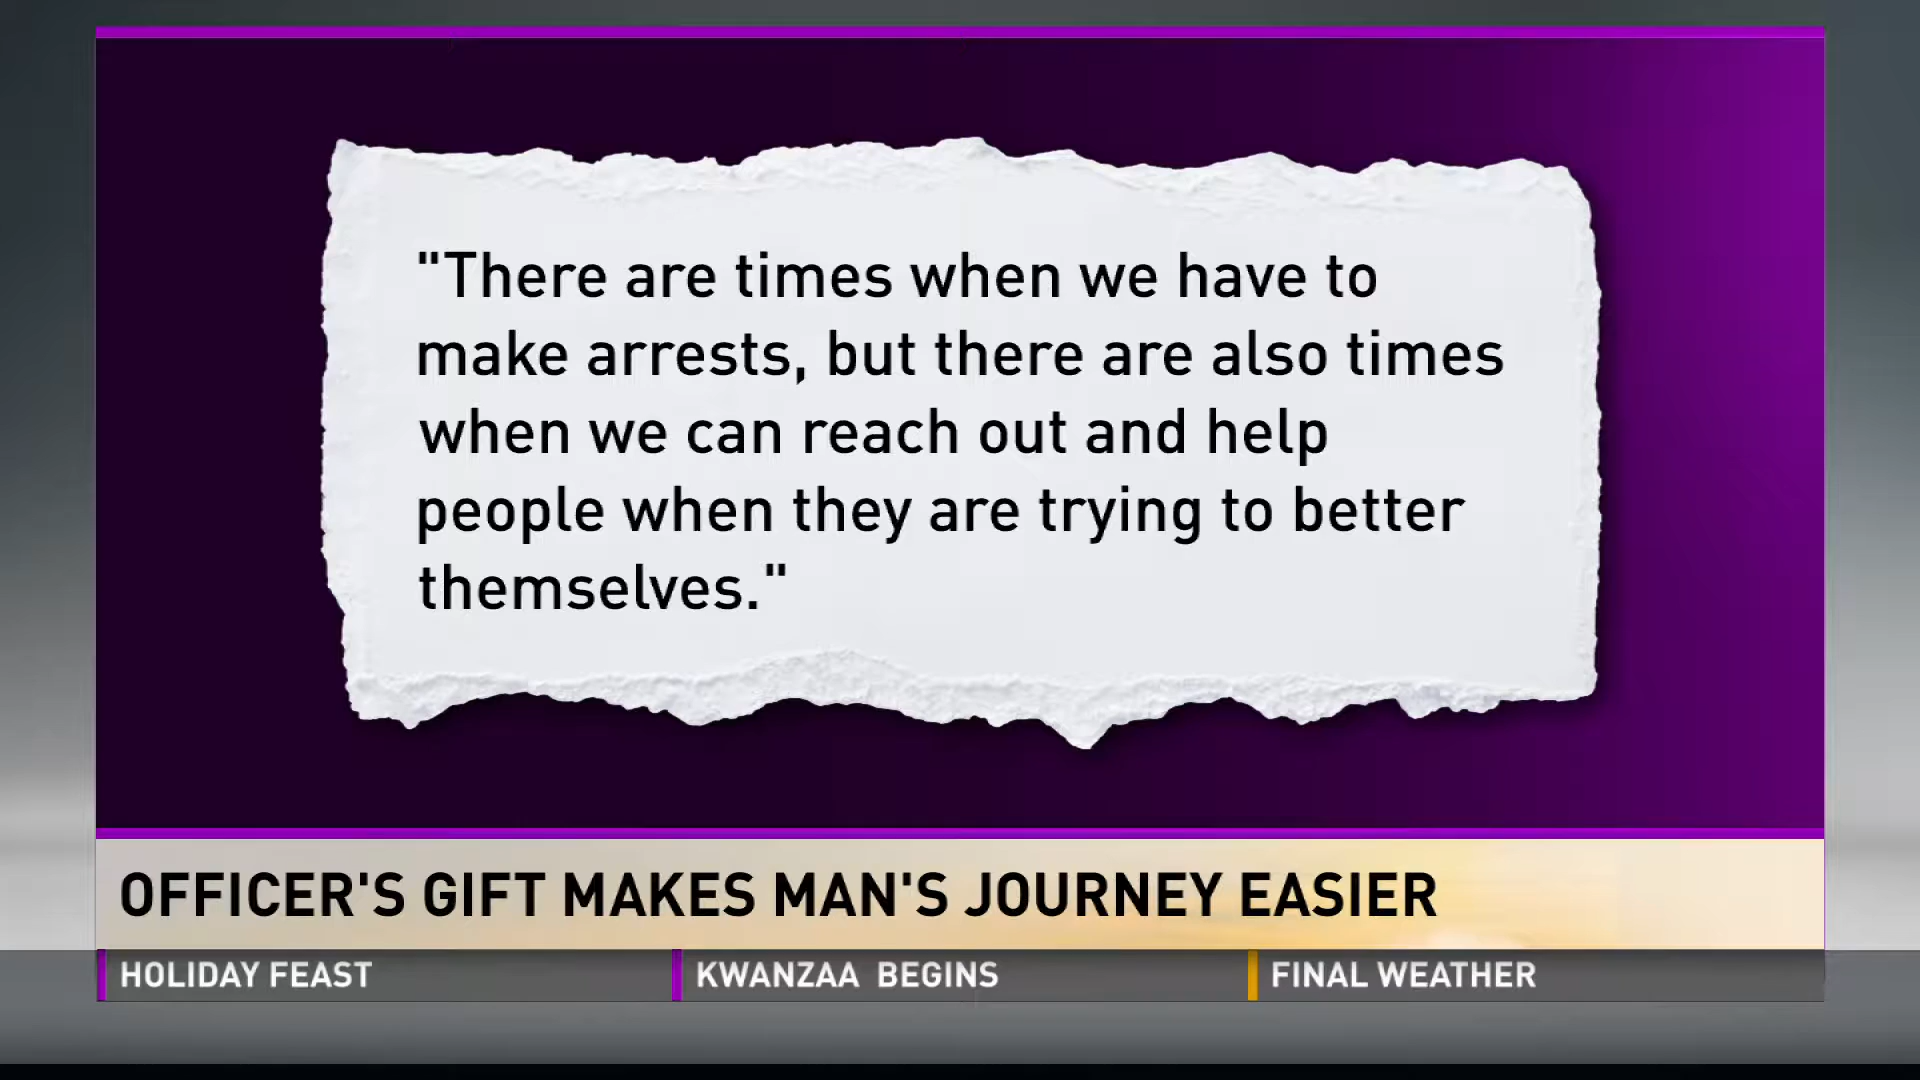 "There are times when we have to
make arrests, but there are also times
when we can reach out and help
people when they are trying to better
themselves."
OFFICER'S GIFT MAKES MAN'S JOURNEY EASIER
HOLIDAY FEAST
KWANZAA BEGINS
FINAL WEATHER